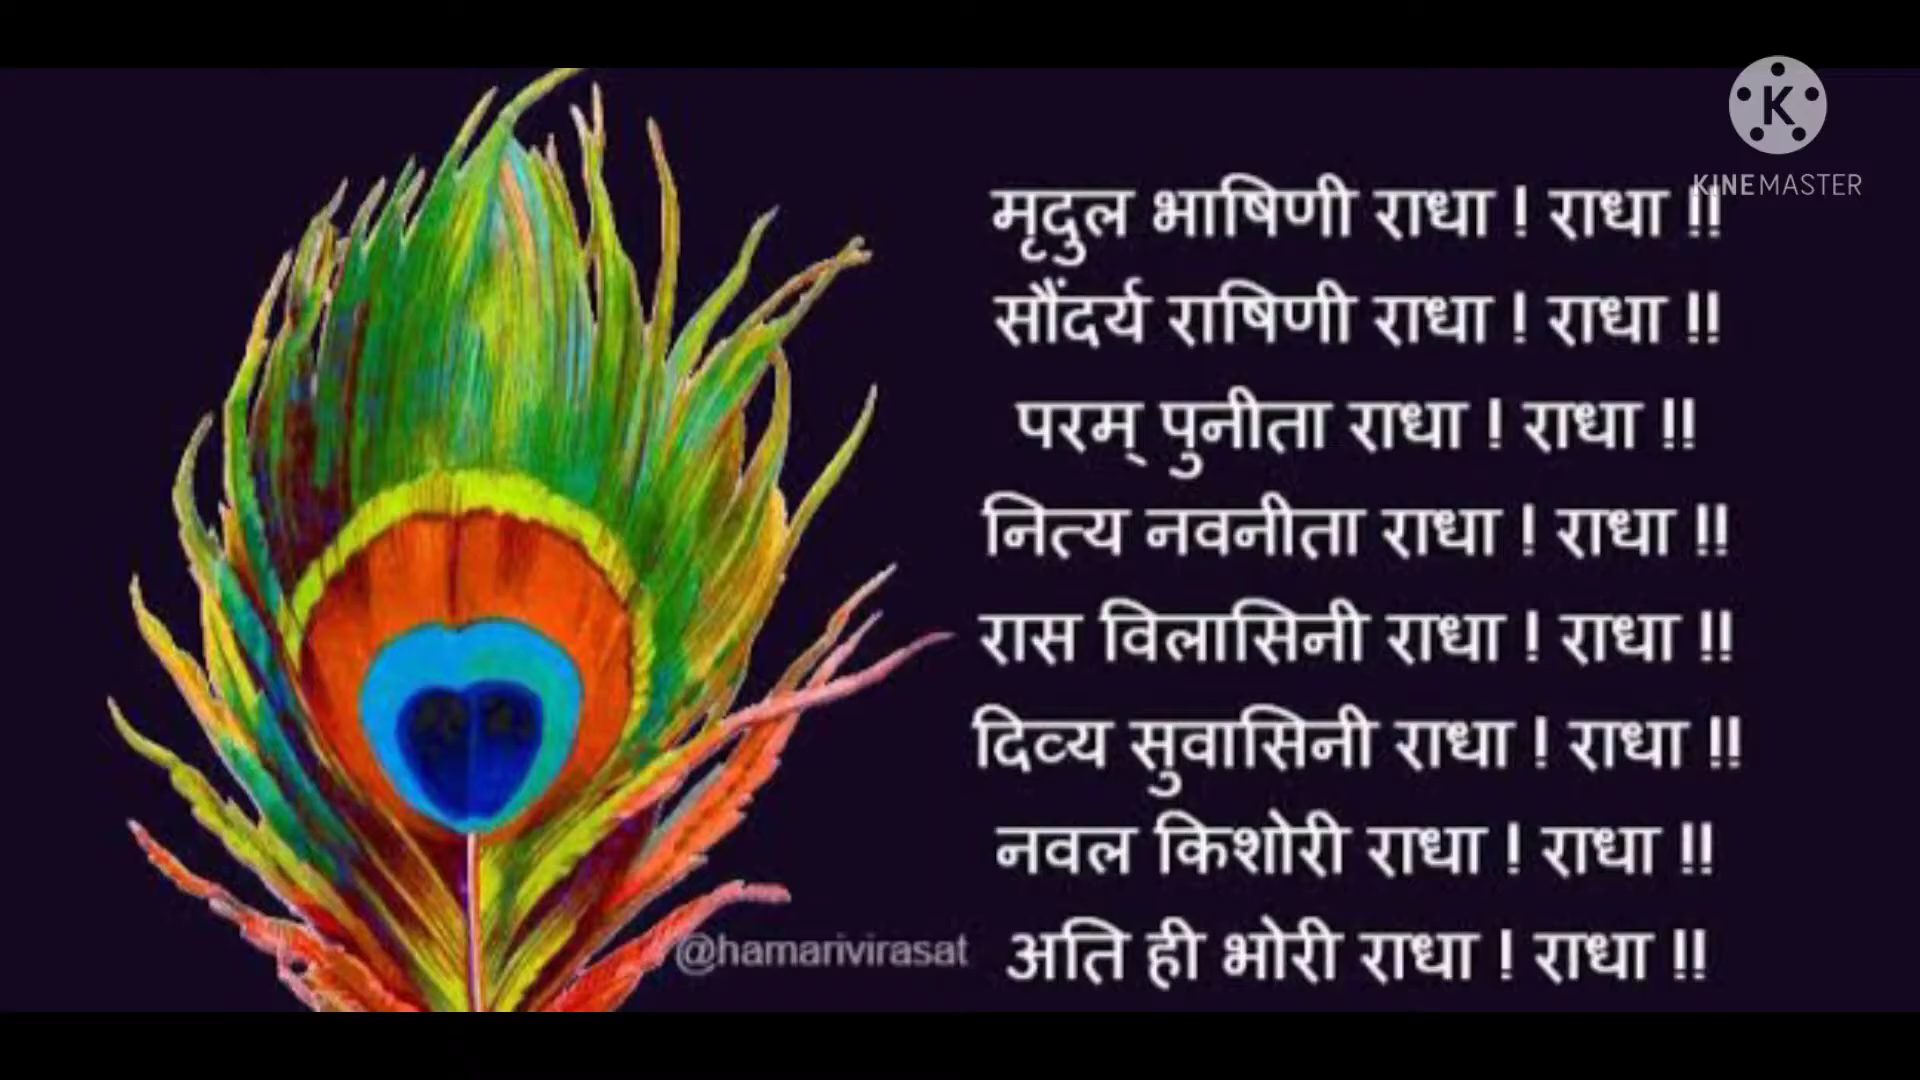 KINEMASTER
मृदुल भाषिणी राधा ! राधा !!
सौंदर्य राषिणी राधा ! राधा !!
परम् पुनीता राधा ! राधा !!
नित्य नवनीता राधा ! राधा !!
रास विलासिनी राधा ! राधा !!
दिव्य सुवासिनी राधा ! राधा !!
नवल किशोरी राधा ! राधा !!
अति ही भोरी राधा ! राधा !!
@hamarivirasat